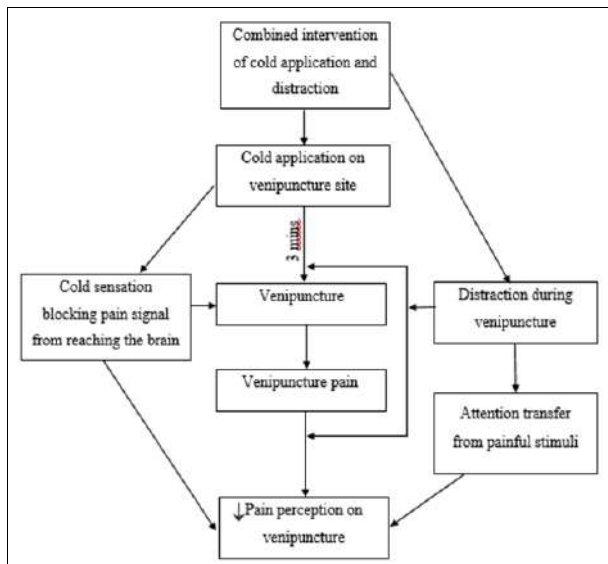 Combined intervention
of cold application and
distraction
Cold application on
venipuncture site
3 mins
Cold sensation
blocking pain signal
from reaching the brain
Venipuncture
Distraction during
venipuncture
Venipuncture pain
Attention transfer
from painful stimuli
↓Pain perception on
venipuncture